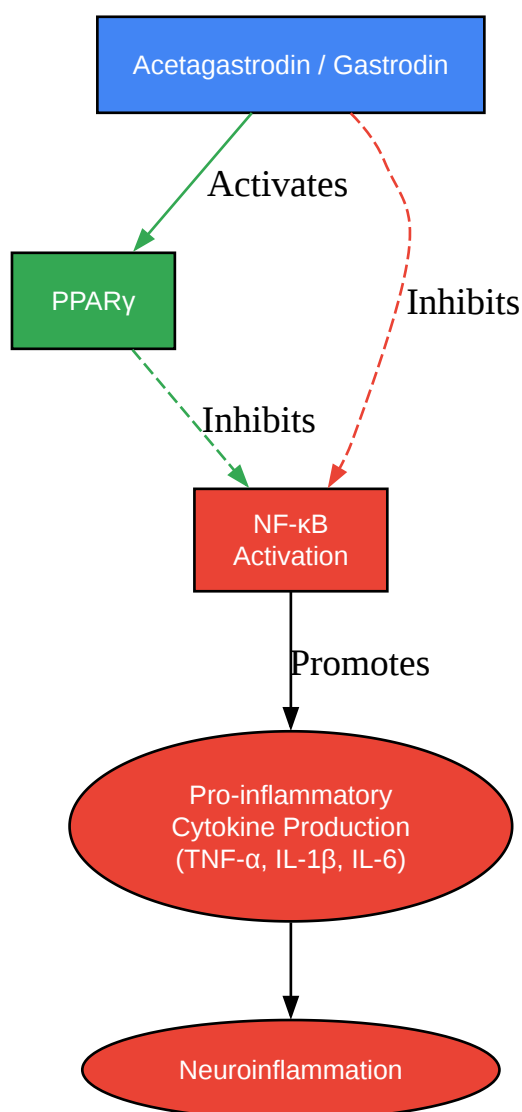 Acetagastrodin / Gastrodin
Activates
PPARγ
Inhibits
Inhibits
NF-κB
Activation
Promotes
Pro-inflammatory
Cytokine Production
(TNF-α, IL-1β, IL-6)
Neuroinflammation